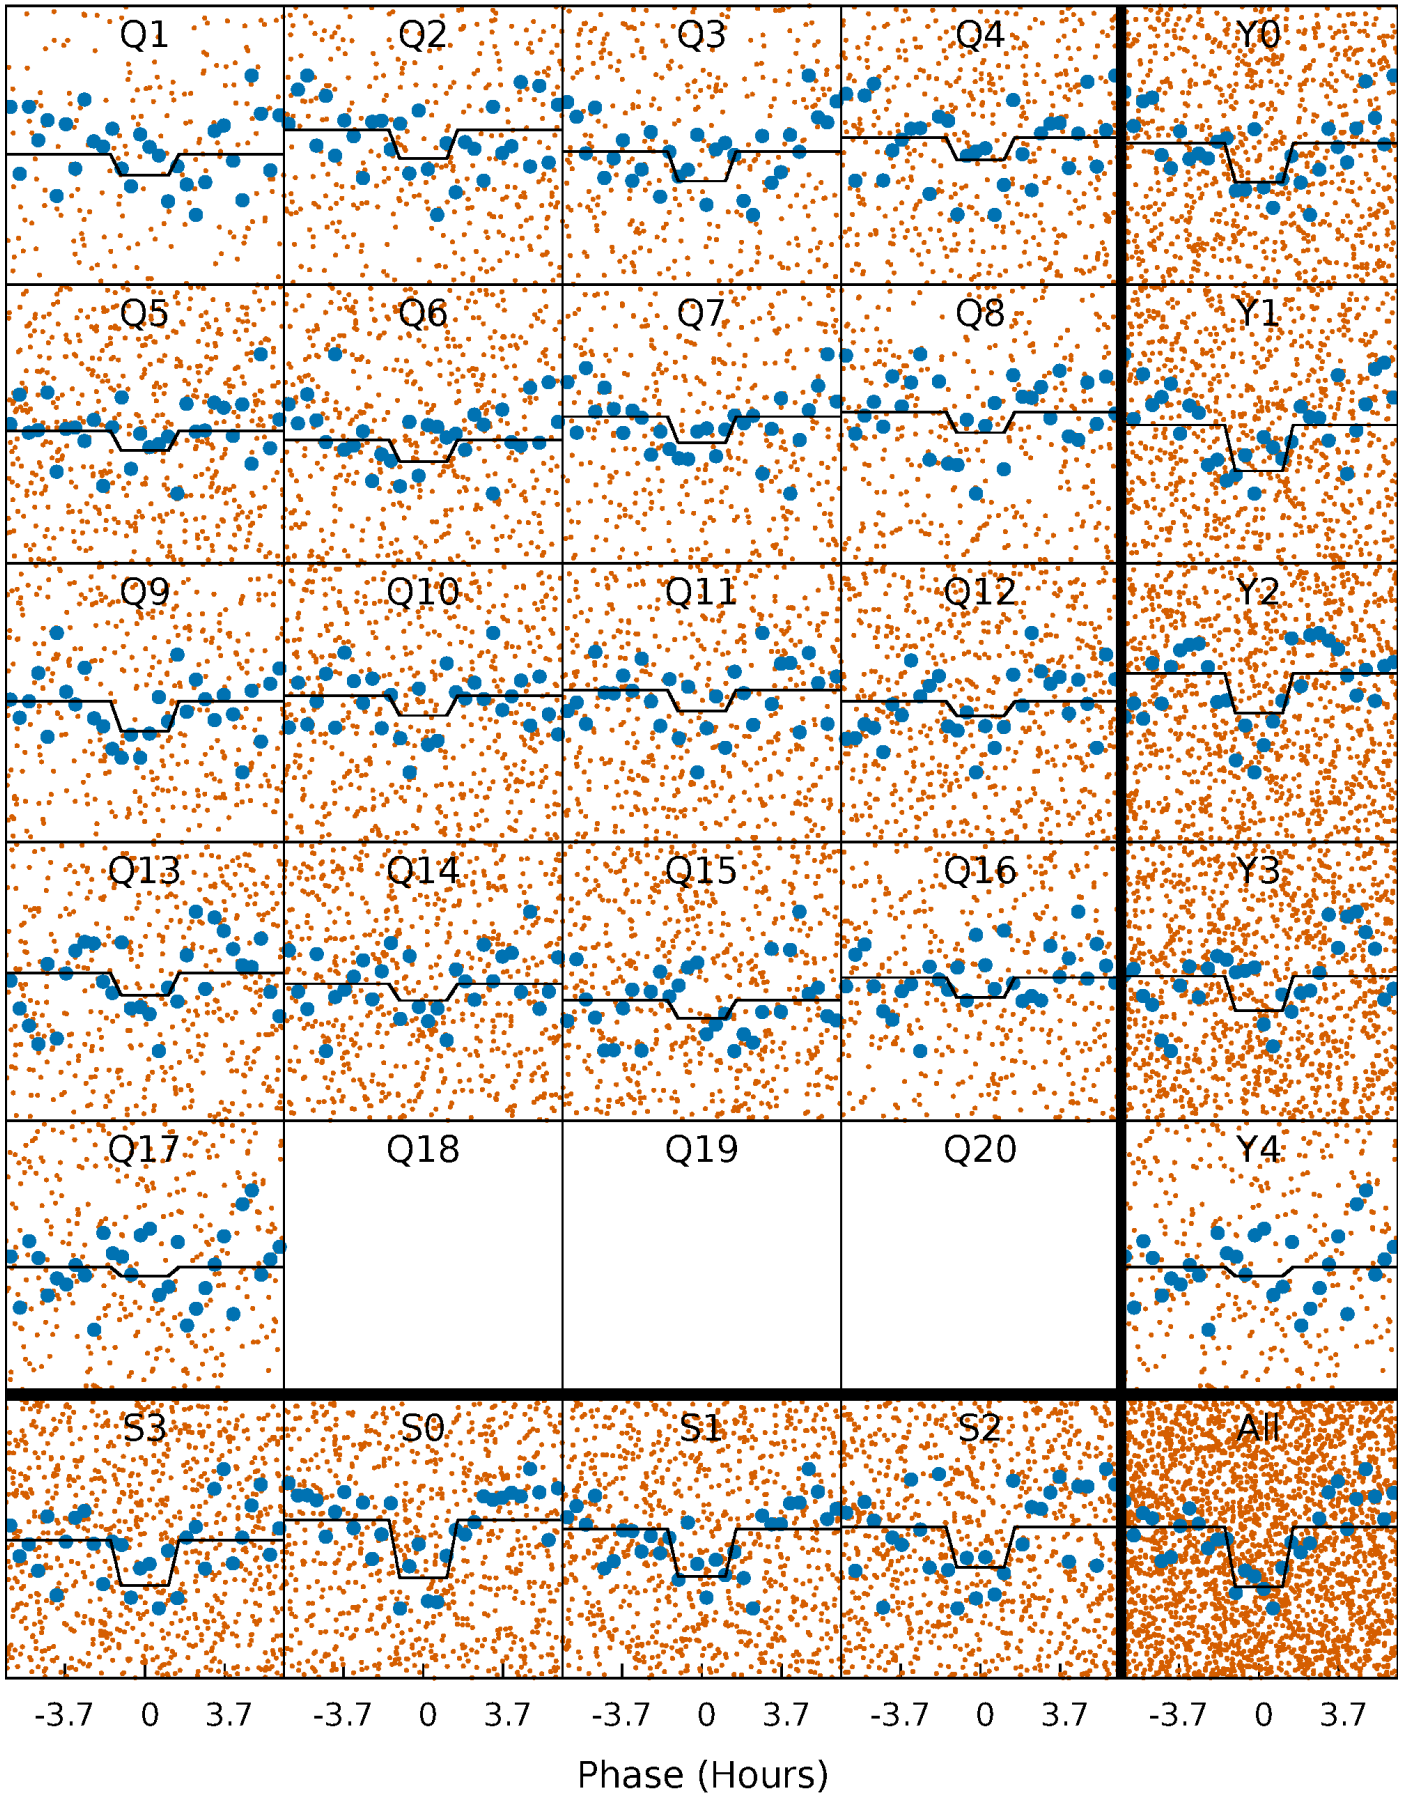 Q1 Q2 Q3 Q4 Y0
Q5 Q6 Q7 Q8 Y1
Q9 Q10 Q11 Q12 Y2
Q13 Q14 Q15 Q16 Y3
Q17 Q18 Q19 Q20 Y4
S3 S0 S1 S2 All
-3.7 0 3.7 -3.7 0 3.7 -3.7 0 3.7 -3.7 0 3.7 -3.7 0 3.7
Phase (Hours)